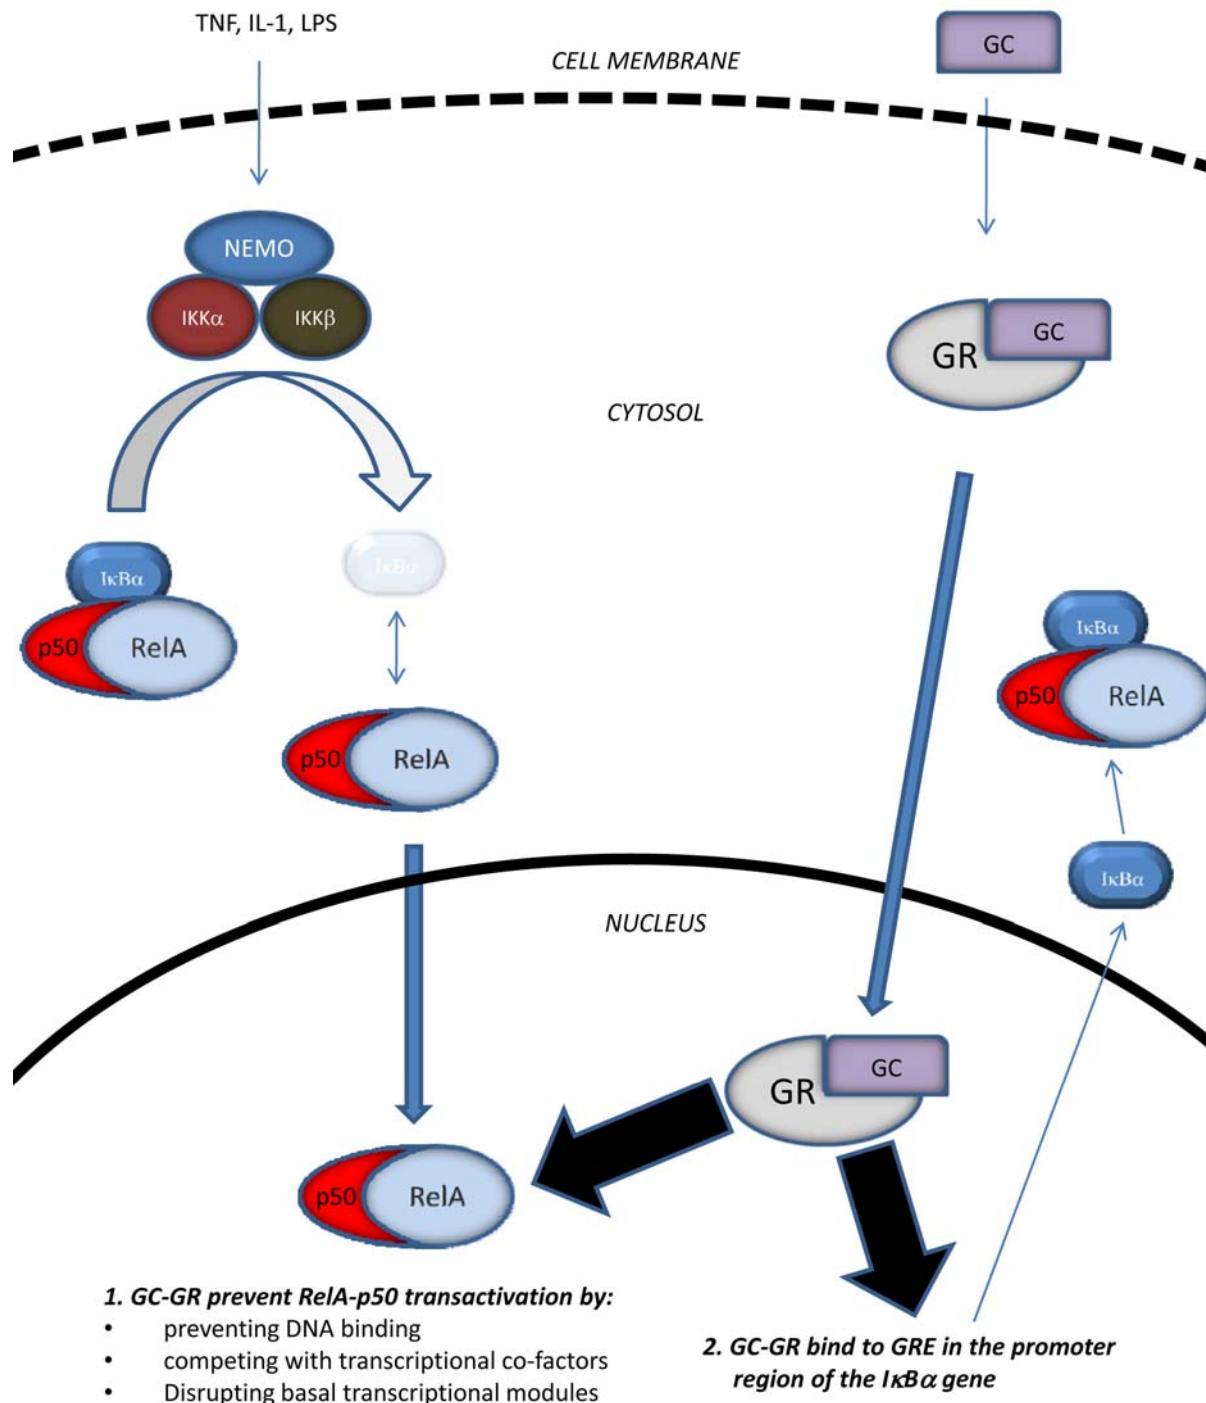 TNF, IL-1, LPS
GC
CELL MEMBRANE
NEMO
IKKα
IKKβ
GC
GR
CYTOSOL
IκBα
p50
RelA
IκBα
p50
RelA
IκBα
p50
RelA
IκBα
NUCLEUS
GC
GR
p50
RelA
1. GC-GR prevent RelA-p50 transactivation by:
• preventing DNA binding
• competing with transcriptional co-factors
• Disrupting basal transcriptional modules
2. GC-GR bind to GRE in the promoter
region of the IκBα gene